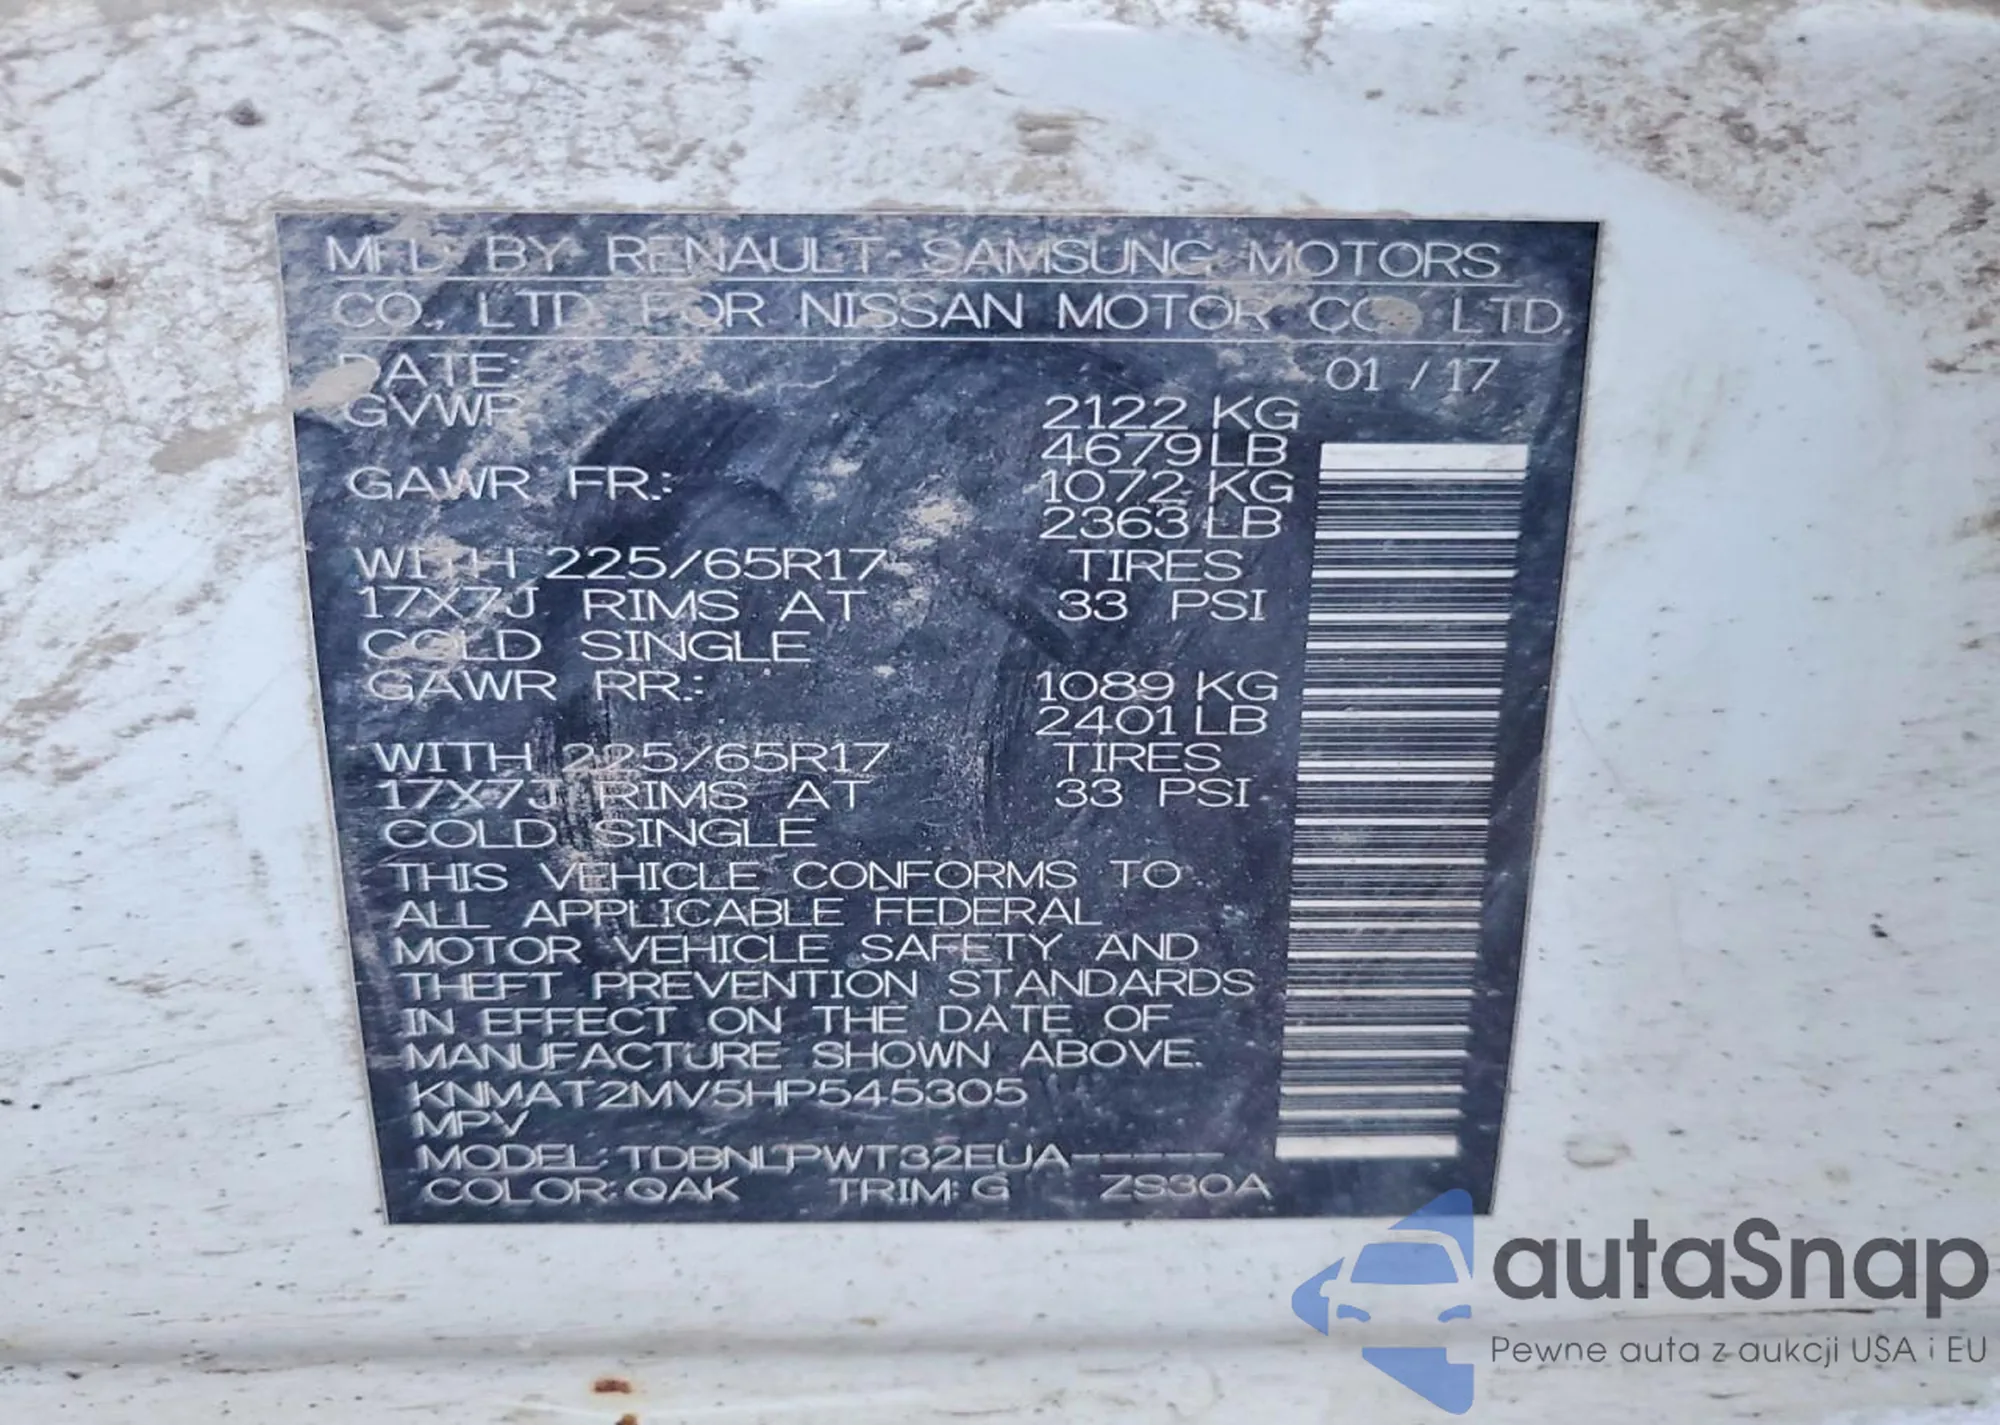 MFD BY RENAULT SAMSUNG MOTORS
CO., LTD. FOR NISSAN MOTOR CO., LTD.
DATE: 01 / 17
GVWR 2122 KG
4679 LB
GAWR FR.: 1072 KG
2363 LB
WITH 225/65R17 TIRES
17X7J RIMS AT 33 PSI
COLD SINGLE
GAWR RR.: 1089 KG
2401 LB
WITH 225/65R17 TIRES
17X7J RIMS AT 33 PSI
COLD SINGLE
THIS VEHICLE CONFORMS TO
ALL APPLICABLE FEDERAL
MOTOR VEHICLE SAFETY AND
THEFT PREVENTION STANDARDS
IN EFFECT ON THE DATE OF
MANUFACTURE SHOWN ABOVE.
KNMAT2MV5HP545305
MPV
MODEL: TDBNLPWT32EUA-----
COLOR: QAK TRIM: G ZS30A
autaSnap
Pewne auta z aukcji USA i EU